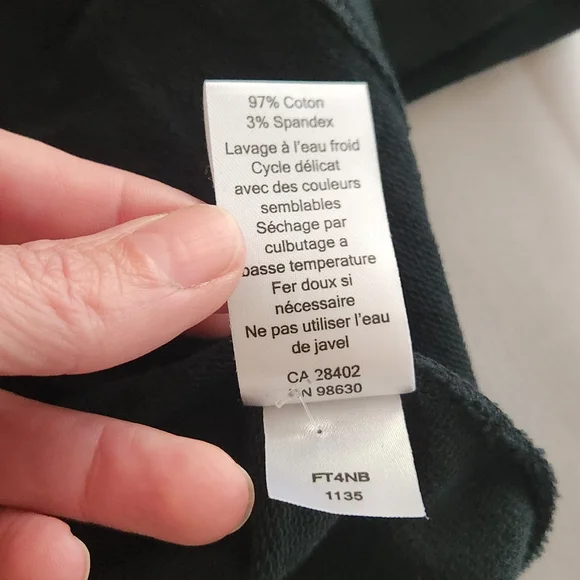 97% Coton
3% Spandex
Lavage à l'eau froid
Cycle délicat
avec des couleurs
semblables
Séchage par
culbutage a
basse temperature
Fer doux si
nécessaire
Ne pas utiliser l'eau
de javel
CA 28402
RN 98630
FT4NB
1135